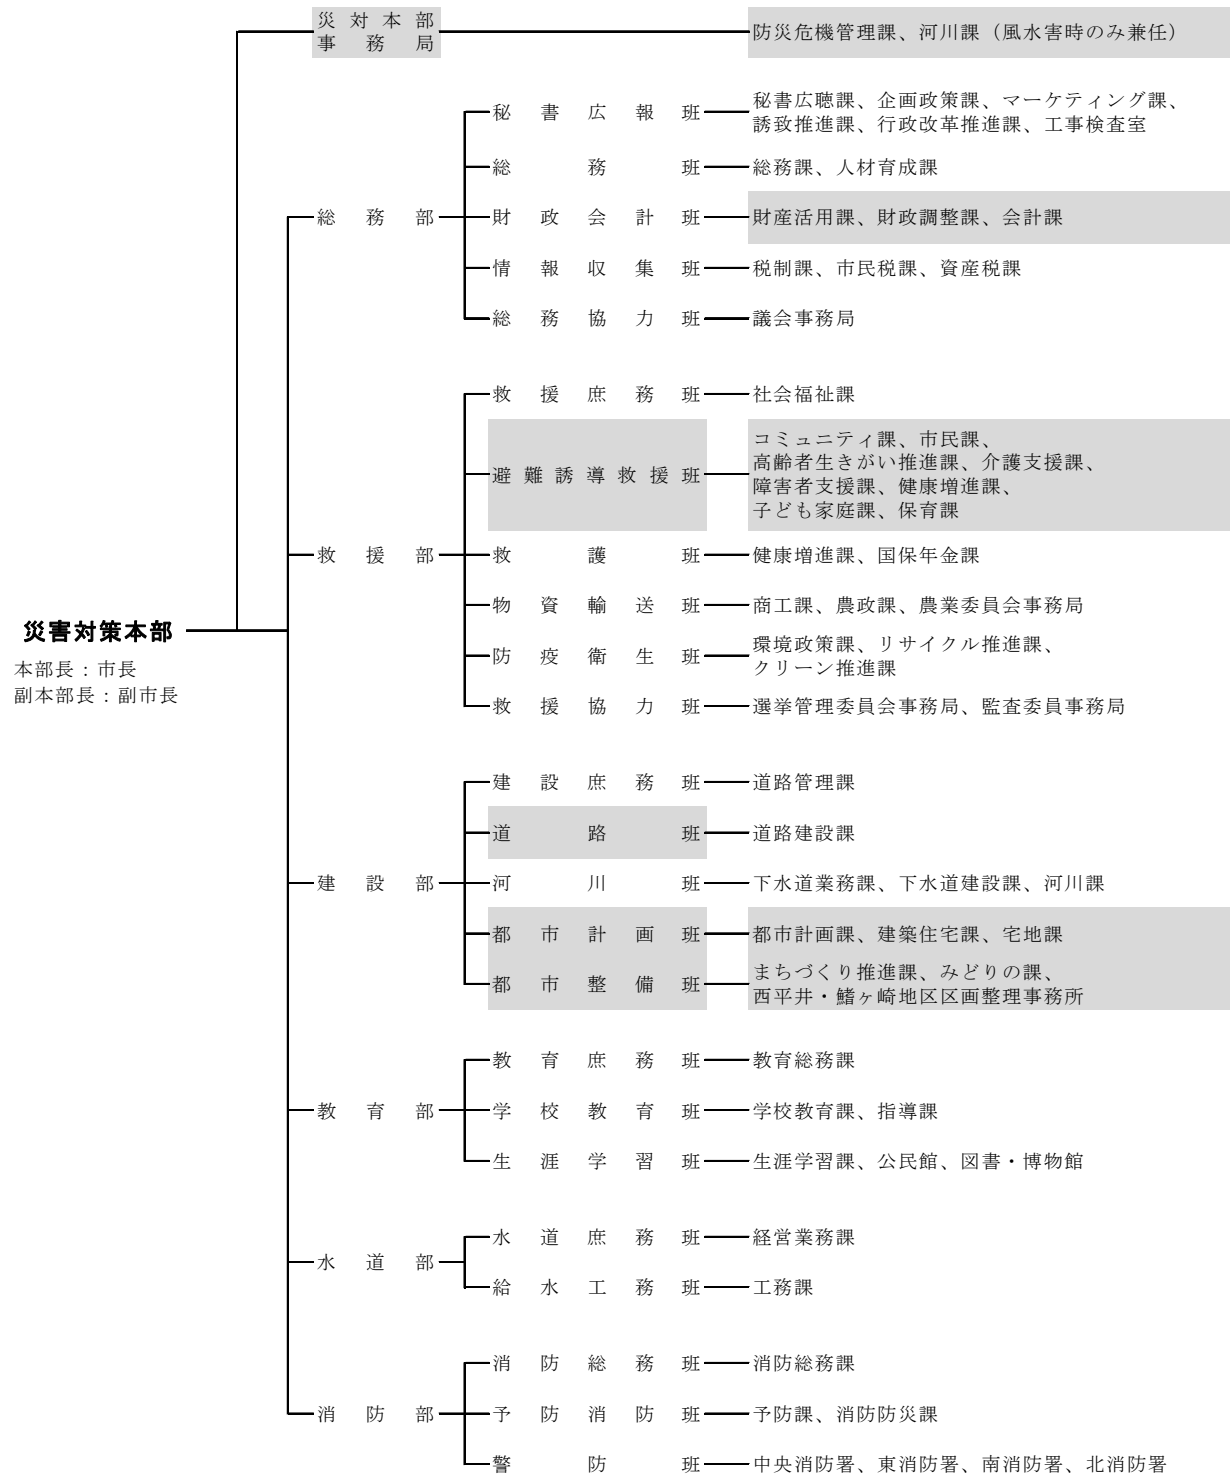 災対本部
事務局
防災危機管理課、河川課（風水害時のみ兼任）
秘書広報班
秘書広聴課、企画政策課、マーケティング課、
誘致推進課、行政改革推進課、工事検査室
総務班
総務課、人材育成課
総務部
財政会計班
財産活用課、財政調整課、会計課
情報収集班
税制課、市民税課、資産税課
総務協力班
議会事務局
救援庶務班
社会福祉課
避難誘導救援班
コミュニティ課、市民課、
高齢者生きがい推進課、介護支援課、
障害者支援課、健康増進課、
子ども家庭課、保育課
救援部
救護班
健康増進課、国保年金課
物資輸送班
商工課、農政課、農業委員会事務局
災害対策本部
本部長：市長
副本部長：副市長
防疫衛生班
環境政策課、リサイクル推進課、
クリーン推進課
救援協力班
選挙管理委員会事務局、監査委員事務局
建設庶務班
道路管理課
道路班
道路建設課
建設部
河川班
下水道業務課、下水道建設課、河川課
都市計画班
都市計画課、建築住宅課、宅地課
都市整備班
まちづくり推進課、みどりの課、
西平井・鰭ヶ崎地区区画整理事務所
教育庶務班
教育総務課
教育部
学校教育班
学校教育課、指導課
生涯学習班
生涯学習課、公民館、図書・博物館
水道庶務班
経営業務課
水道部
給水工務班
工務課
消防総務班
消防総務課
消防部
予防消防班
予防課、消防防災課
警防班
中央消防署、東消防署、南消防署、北消防署